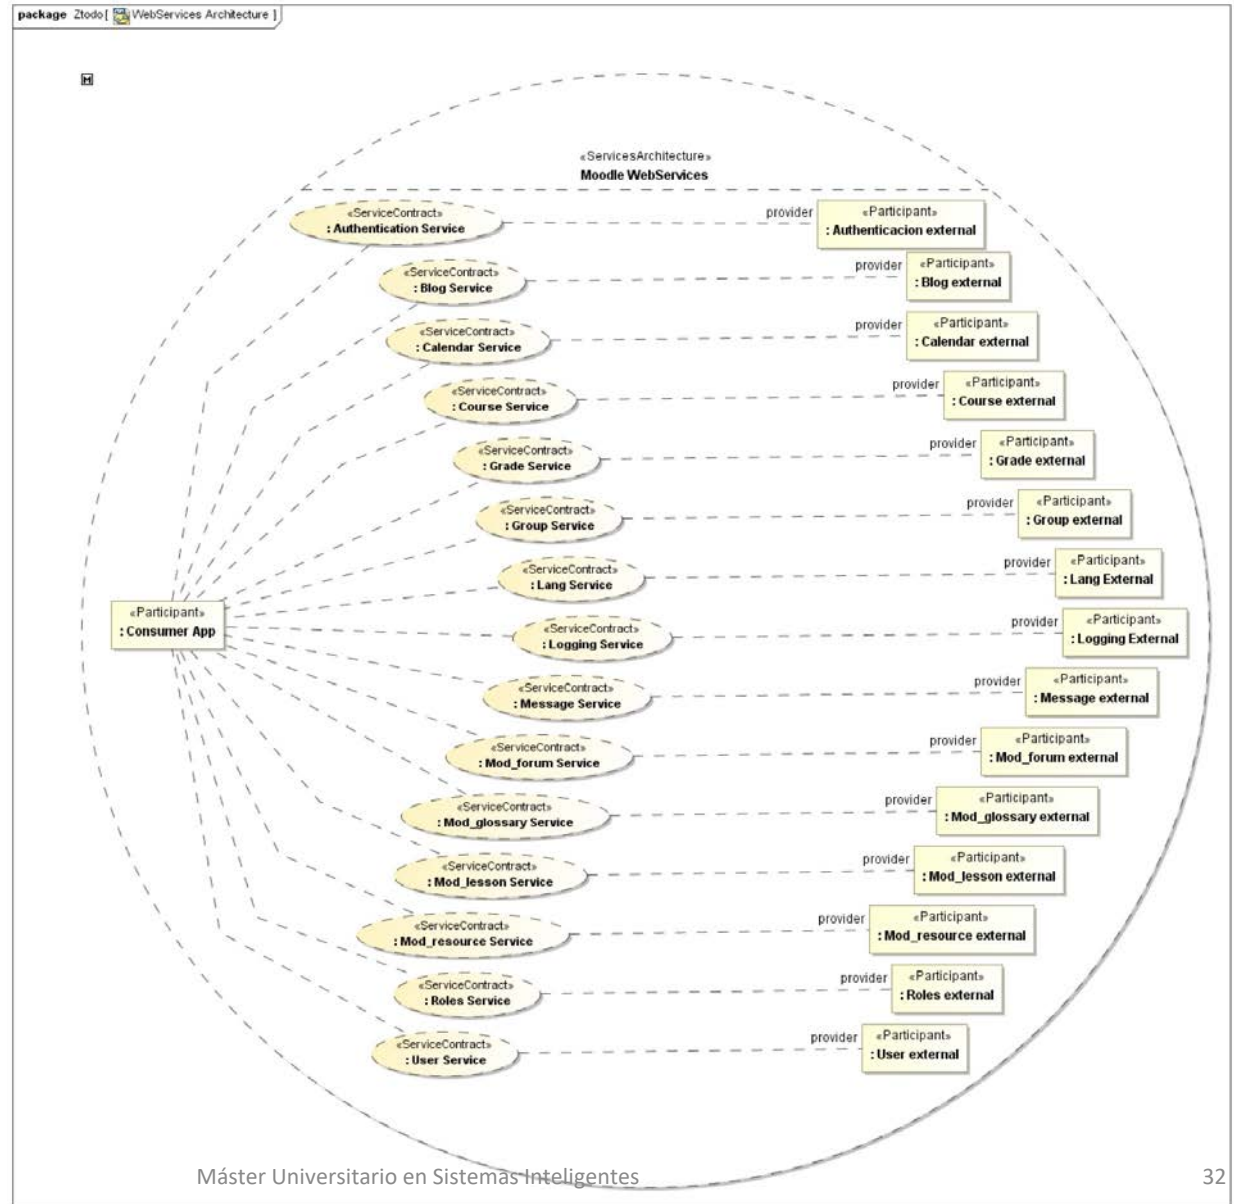 package Ztodo [ WebServices Architecture ]
M
«ServicesArchitecture»
Moodle WebServices
«ServiceContract»
: Authentication Service
provider
«Participant»
: Authenticacion external
«ServiceContract»
: Blog Service
provider
«Participant»
: Blog external
«ServiceContract»
: Calendar Service
provider
«Participant»
: Calendar external
«ServiceContract»
: Course Service
provider
«Participant»
: Course external
«ServiceContract»
: Grade Service
provider
«Participant»
: Grade external
«ServiceContract»
: Group Service
provider
«Participant»
: Group external
«ServiceContract»
: Lang Service
provider
«Participant»
: Lang External
«Participant»
: Consumer App
«ServiceContract»
: Logging Service
provider
«Participant»
: Logging External
«ServiceContract»
: Message Service
provider
«Participant»
: Message external
«ServiceContract»
: Mod_forum Service
provider
«Participant»
: Mod_forum external
«ServiceContract»
: Mod_glossary Service
provider
«Participant»
: Mod_glossary external
«ServiceContract»
: Mod_lesson Service
provider
«Participant»
: Mod_lesson external
«ServiceContract»
: Mod_resource Service
provider
«Participant»
: Mod_resource external
«ServiceContract»
: Roles Service
provider
«Participant»
: Roles external
«ServiceContract»
: User Service
provider
«Participant»
: User external
Máster Universitario en Sistemas Inteligentes
32